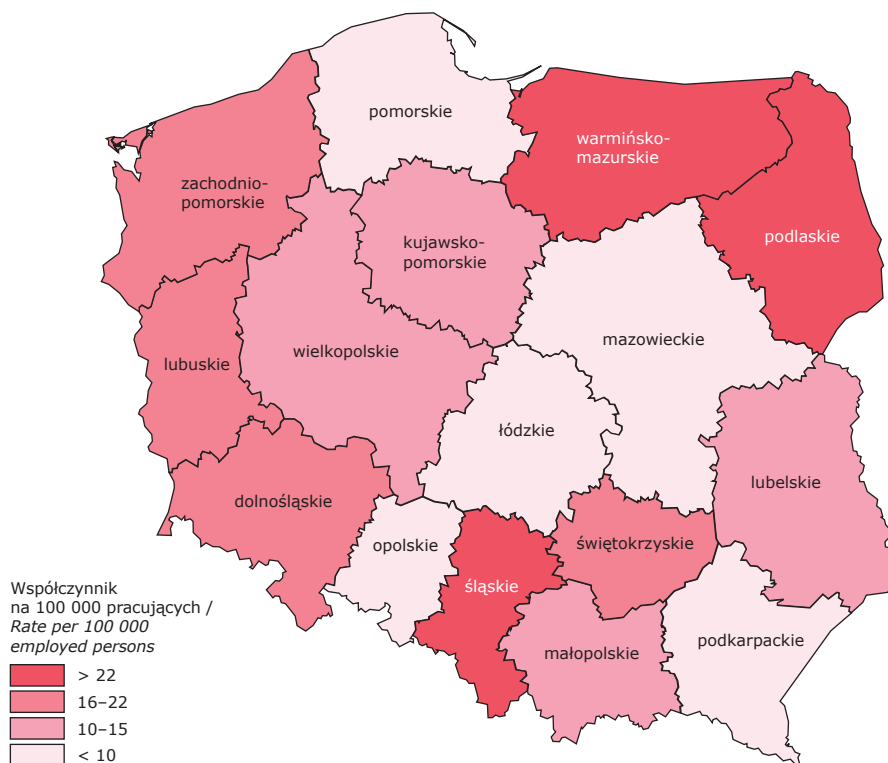 pomorskie
warmińsko-
mazurskie
zachodnio-
pomorskie
podlaskie
kujawsko-
pomorskie
mazowieckie
wielkopolskie
lubuskie
łódzkie
lubelskie
dolnośląskie
opolskie
świętokrzyskie
śląskie
podkarpackie
małopolskie
Współczynnik
na 100 000 pracujących /
Rate per 100 000
employed persons
> 22
16–22
10–15
< 10